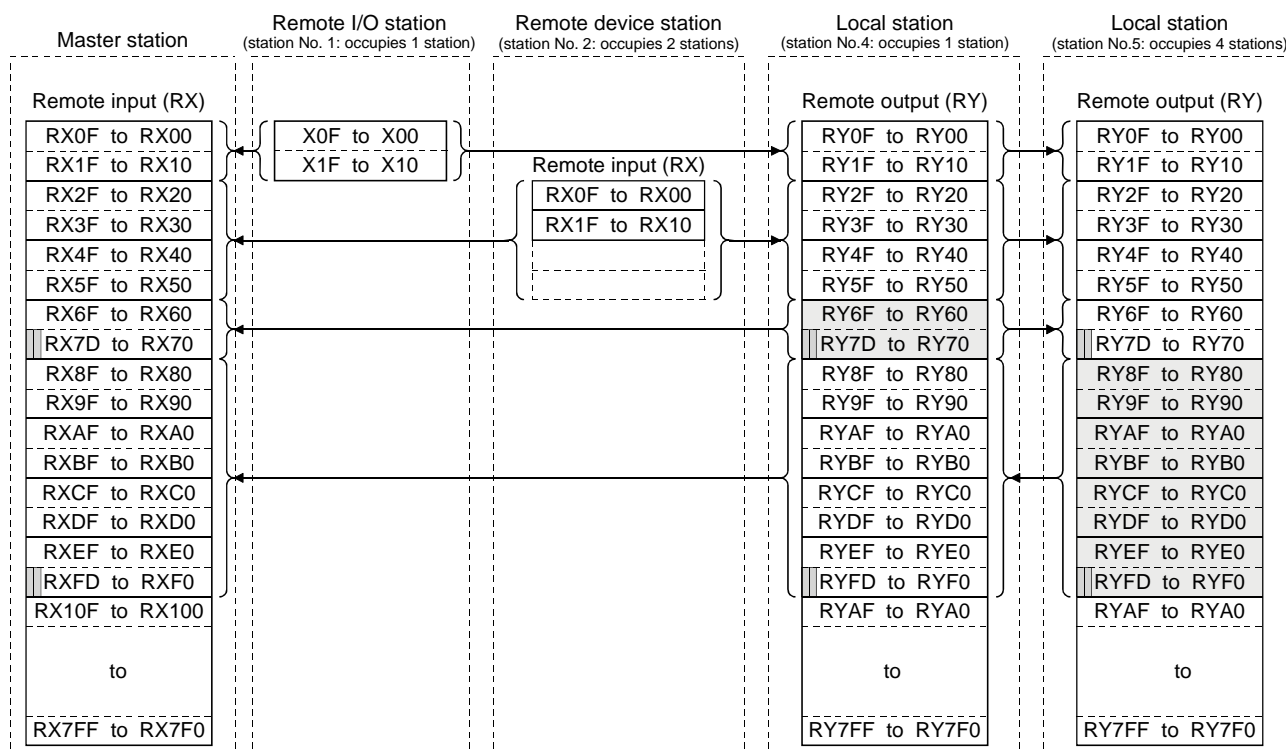 Master station
Remote I/O station
(station No. 1: occupies 1 station)
Remote device station
(station No. 2: occupies 2 stations)
Local station
(station No.4: occupies 1 station)
Local station
(station No.5: occupies 4 stations)
Remote input (RX)
RX0F to RX00
RX1F to RX10
RX2F to RX20
RX3F to RX30
RX4F to RX40
RX5F to RX50
RX6F to RX60
RX7D to RX70
RX8F to RX80
RX9F to RX90
RXAF to RXA0
RXBF to RXB0
RXCF to RXC0
RXDF to RXD0
RXEF to RXE0
RXFD to RXF0
RX10F to RX100
to
RX7FF to RX7F0
X0F to X00
X1F to X10
Remote input (RX)
RX0F to RX00
RX1F to RX10
Remote output (RY)
RY0F to RY00
RY1F to RY10
RY2F to RY20
RY3F to RY30
RY4F to RY40
RY5F to RY50
RY6F to RY60
RY7D to RY70
RY8F to RY80
RY9F to RY90
RYAF to RYA0
RYBF to RYB0
RYCF to RYC0
RYDF to RYD0
RYEF to RYE0
RYFD to RYF0
RYAF to RYA0
to
RY7FF to RY7F0
Remote output (RY)
RY0F to RY00
RY1F to RY10
RY2F to RY20
RY3F to RY30
RY4F to RY40
RY5F to RY50
RY6F to RY60
RY7D to RY70
RY8F to RY80
RY9F to RY90
RYAF to RYA0
RYBF to RYB0
RYCF to RYC0
RYDF to RYD0
RYEF to RYE0
RYFD to RYF0
RYAF to RYA0
to
RY7FF to RY7F0